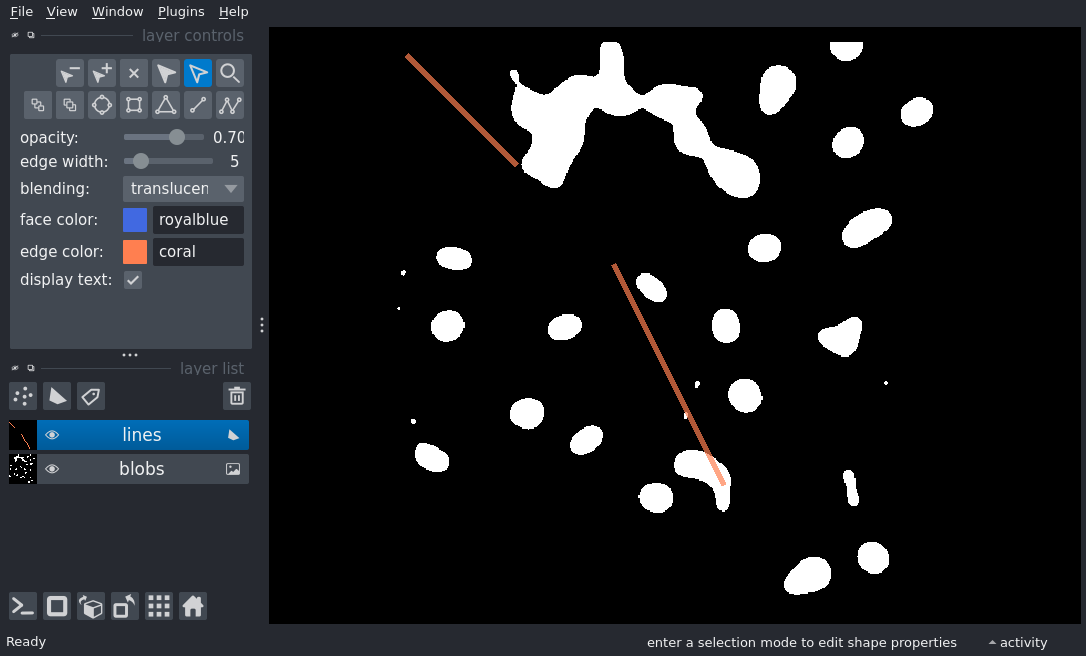 File View Window Plugins Help
layer controls
opacity: 0.70
edge width: 5
blending: translucen
face color: royalblue
edge color: coral
display text:
layer list
lines
blobs
Ready
enter a selection mode to edit shape properties
activity